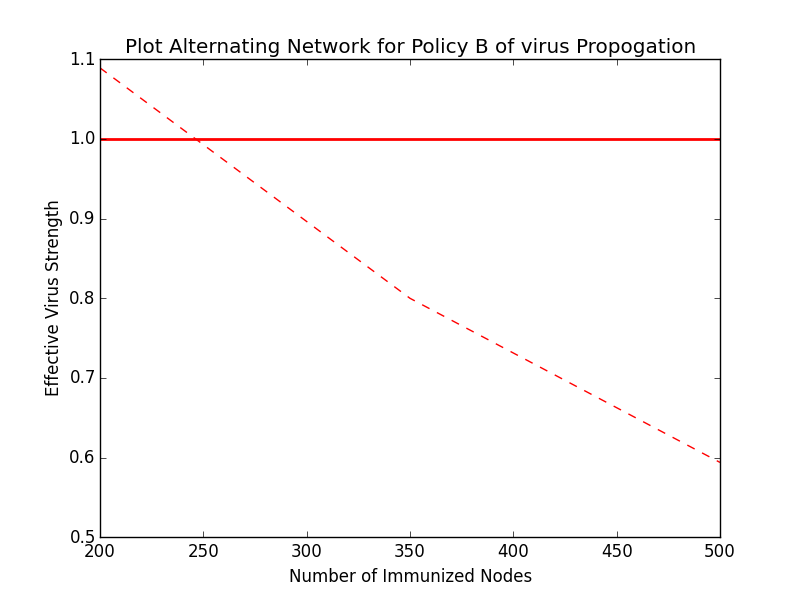 Plot Alternating Network for Policy B of virus Propogation
1.1
1.0
0.9
0.8
0.7
0.6
0.5
Effective Virus Strength
200 250 300 350 400 450 500
Number of Immunized Nodes